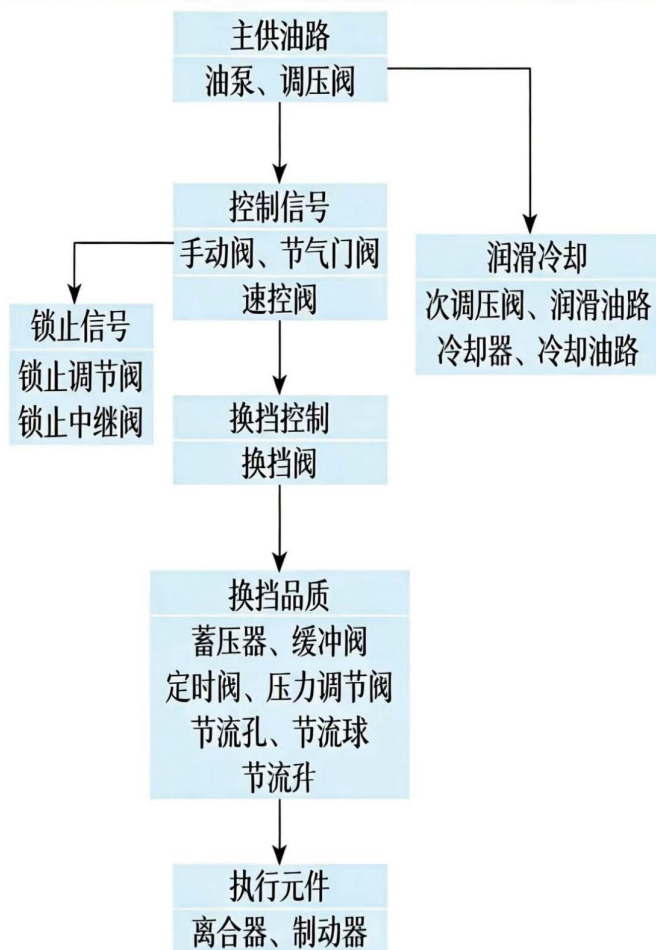 主供油路
油泵、调压阀
控制信号
手动阀、节气门阀
速控阀
润滑冷却
次调压阀、润滑油路
冷却器、冷却油路
锁止信号
锁止调节阀
锁止中继阀
换挡控制
换挡阀
换挡品质
蓄压器、缓冲阀
定时阀、压力调节阀
节流孔、节流球
节流
执行元件
离合器、制动器